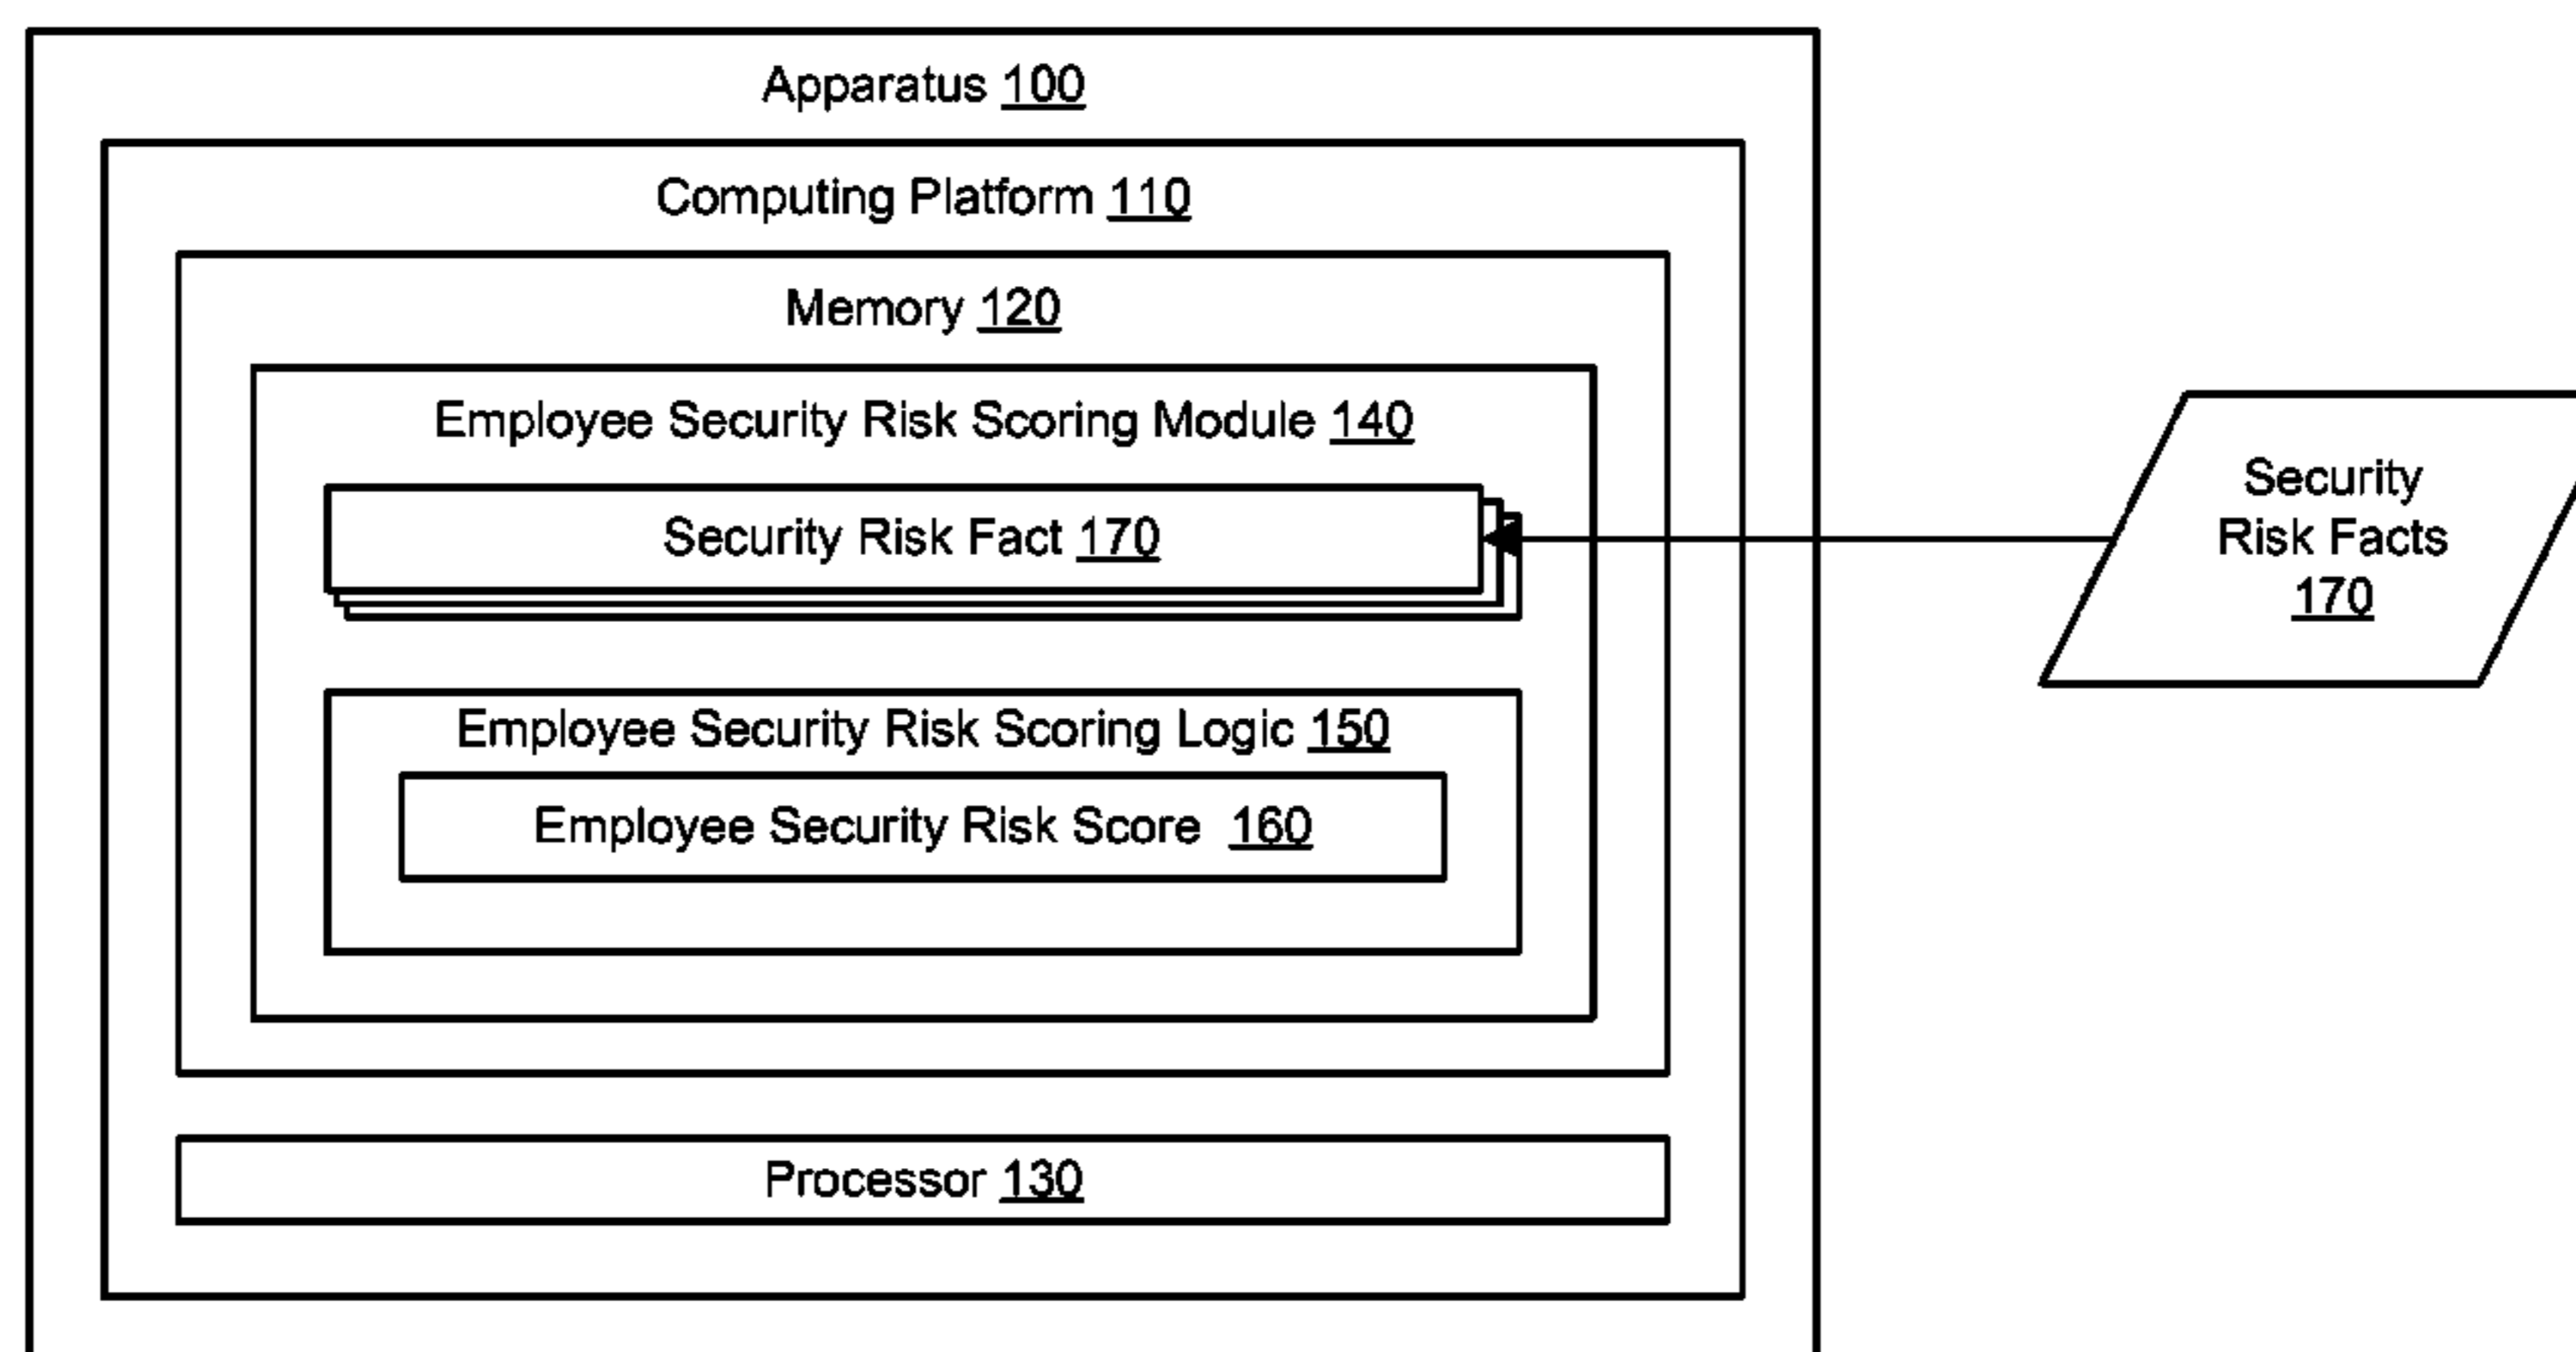 Apparatus 100
Computing Platform 110
Memory 120
Employee Security Risk Scoring Module 140
Security Risk Fact 170
Security
Risk Facts
170
Employee Security Risk Scoring Logic 150
Employee Security Risk Score 160
Processor 130